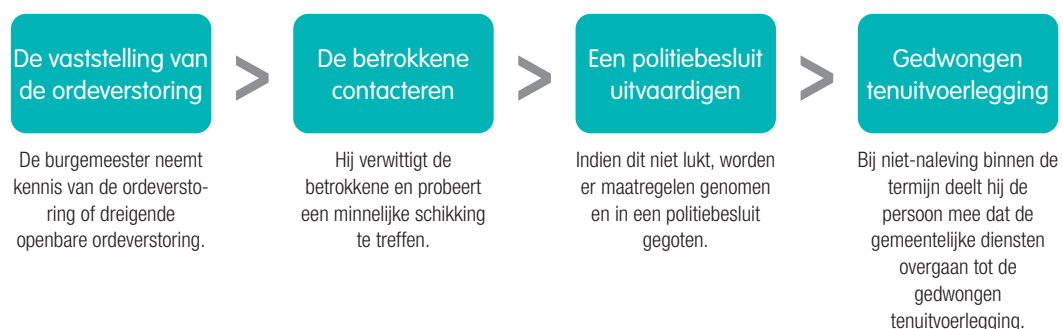 De vaststelling van
de ordeverstoring
>
De betrokkene
contacteren
>
Een politiebesluit
uitvaardigen
>
Gedwongen
tenuitvoerlegging
De burgemeester neemt
kennis van de ordeversto-
ring of dreigende
openbare ordeverstoring.
Hij verwittigt de
betrokkene en probeert
een minnelijke schikking
te treffen.
Indien dit niet lukt, worden
er maatregelen genomen
en in een politiebesluit
gegoten.
Bij niet-naleving binnen de
termijn deelt hij de
persoon mee dat de
gemeentelijke diensten
overgaan tot de
gedwongen
tenuitvoerlegging.